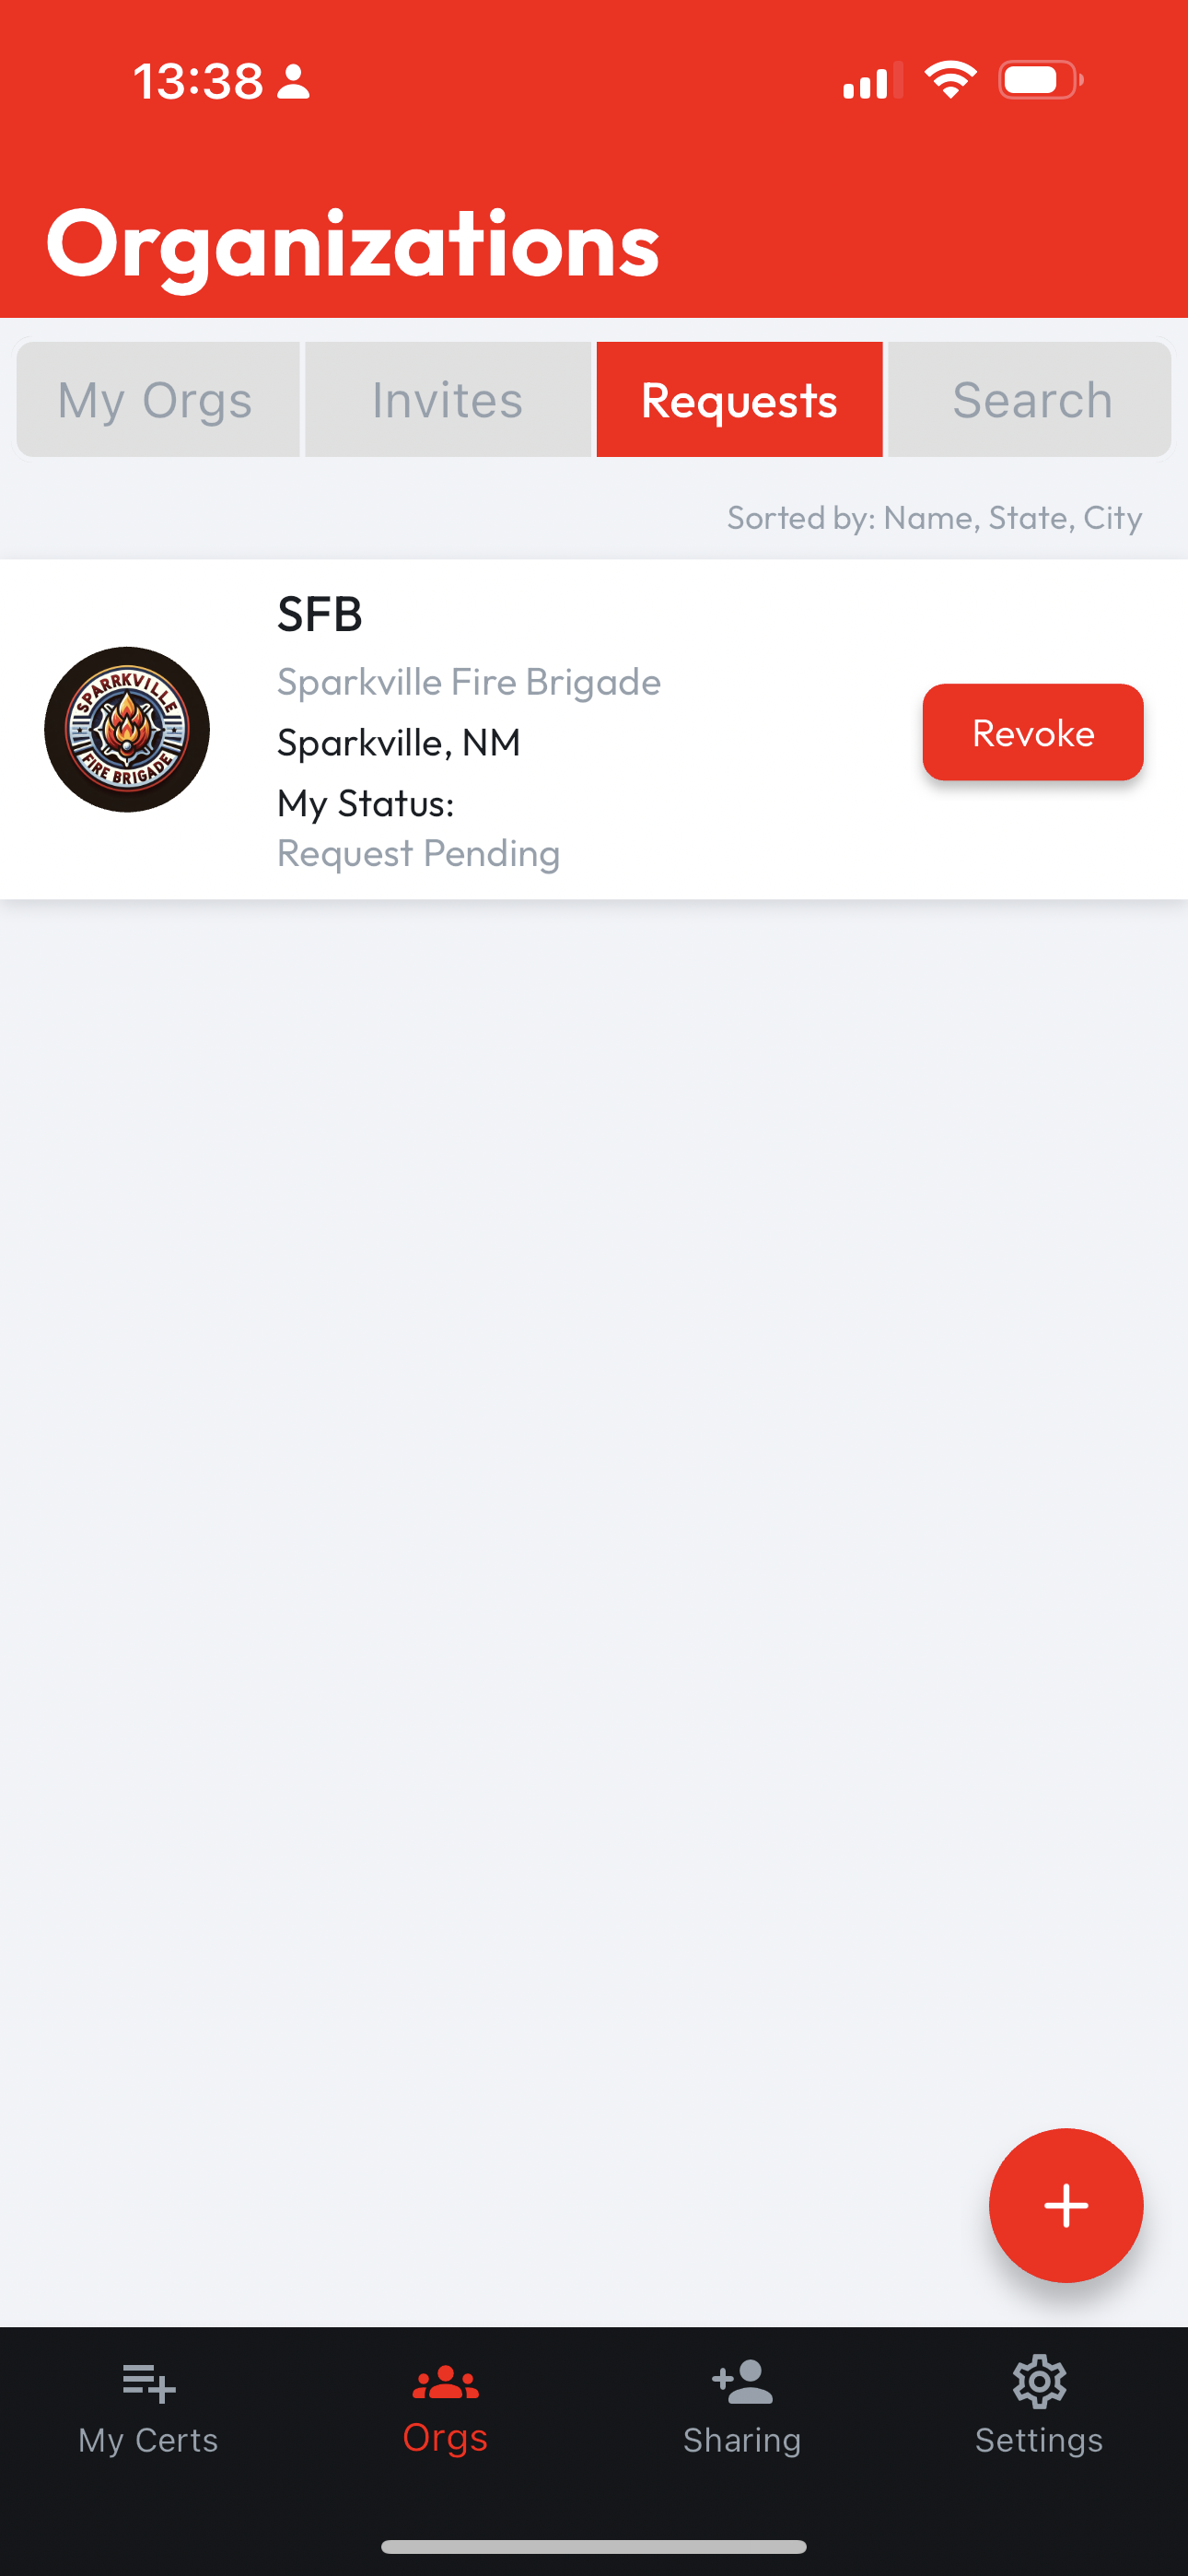 13:38
Organizations
My Orgs Invites Requests Search
Sorted by: Name, State, City
SFB
Sparkville Fire Brigade
Sparkville, NM
My Status:
Request Pending
SPARRKVILLE
FIRE BRIGADE
Revoke
My Certs Orgs Sharing Settings